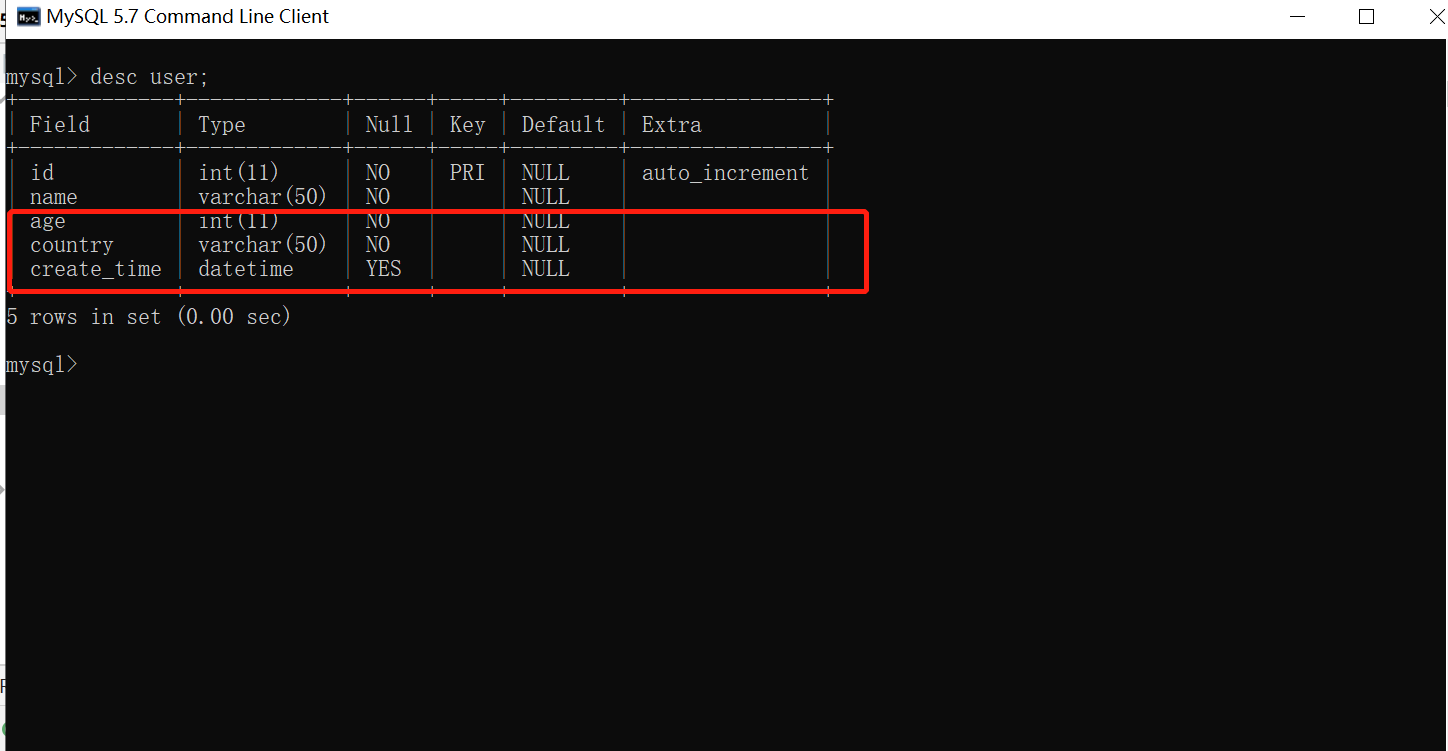 MySQL 5.7 Command Line Client
mysql> desc user;
+-------------+-------------+------+-----+---------+----------------+
| Field       | Type        | Null | Key | Default | Extra          |
+-------------+-------------+------+-----+---------+----------------+
| id          | int(11)     | NO   | PRI | NULL    | auto_increment |
| name        | varchar(50) | NO   |     | NULL    |                |
| age         | int(11)     | NO   |     | NULL    |                |
| country     | varchar(50) | NO   |     | NULL    |                |
| create_time | datetime    | YES  |     | NULL    |                |
+-------------+-------------+------+-----+---------+----------------+
5 rows in set (0.00 sec)
mysql>